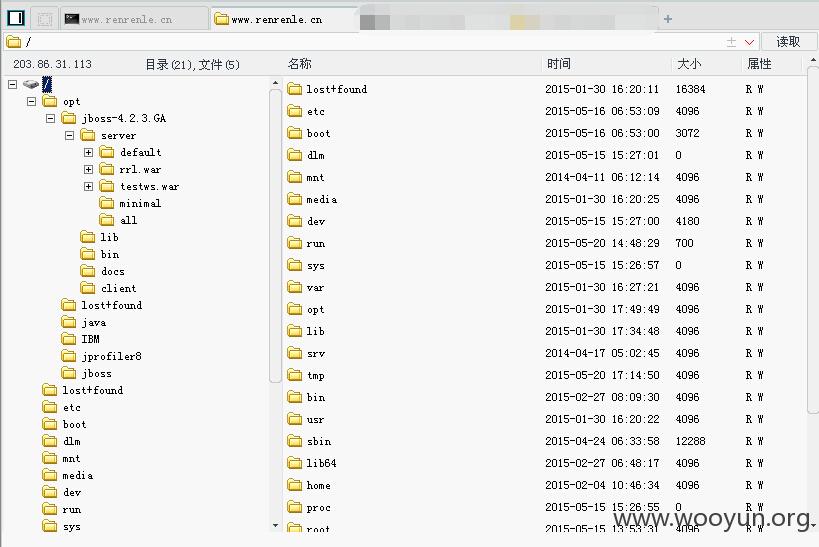 www.renrenle.cn
www.renrenle.cn
/
读取
203.86.31.113 目录(21),文件(5)
/
opt
jboss-4.2.3.GA
server
default
rrl.war
testws.war
minimal
all
lib
bin
docs
client
lost+found
java
IBM
jprofiler8
jboss
lost+found
etc
boot
dlm
mnt
media
dev
run
sys
名称 时间 大小 属性
lost+found 2015-01-30 16:20:11 16384 R W
etc 2015-05-16 06:53:09 4096 R W
boot 2015-05-16 06:53:00 3072 R W
dlm 2015-05-15 15:27:01 0 R W
mnt 2014-04-11 06:12:14 4096 R W
media 2015-01-30 16:20:25 4096 R W
dev 2015-05-15 15:27:00 4180 R W
run 2015-05-20 14:48:29 700 R W
sys 2015-05-15 15:26:57 0 R W
var 2015-01-30 16:27:21 4096 R W
opt 2015-01-30 17:49:49 4096 R W
lib 2015-01-30 17:34:48 4096 R W
srv 2014-04-17 05:02:45 4096 R W
tmp 2015-05-20 17:14:50 4096 R W
bin 2015-02-27 08:09:30 4096 R W
usr 2015-01-30 16:20:22 4096 R W
sbin 2015-04-24 06:33:58 12288 R W
lib64 2015-02-27 06:48:17 4096 R W
home 2015-02-04 10:46:34 4096 R W
proc 2015-05-15 15:26:55 0 R W
root 2015-05-15 13:53:31 4096 R W
www.wooyun.org